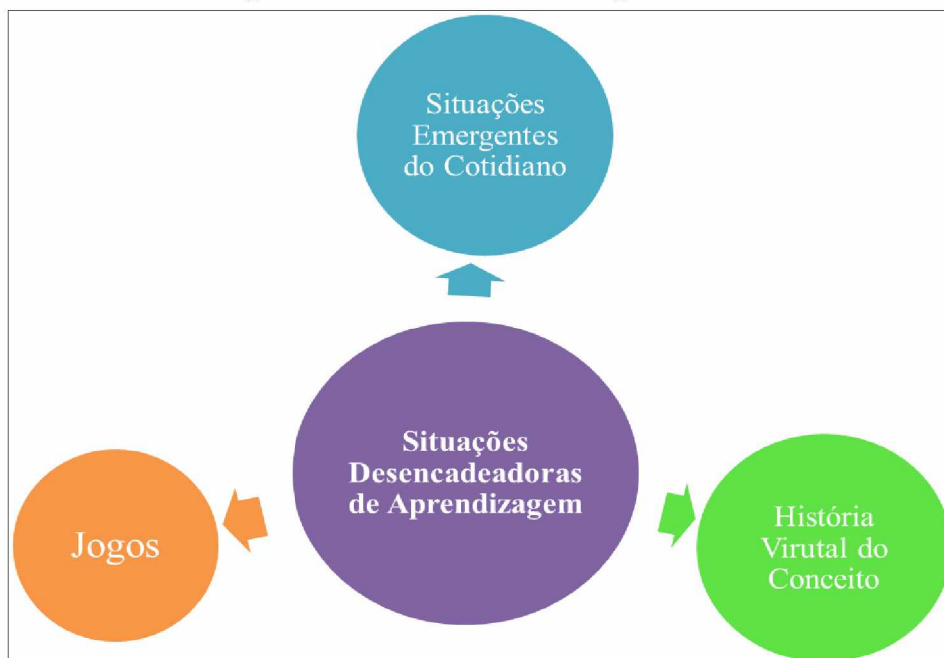 Situações
Emergentes
do Cotidiano
Situações
Desencadeadoras
de Aprendizagem
Jogos
História
Virutal do
Conceito